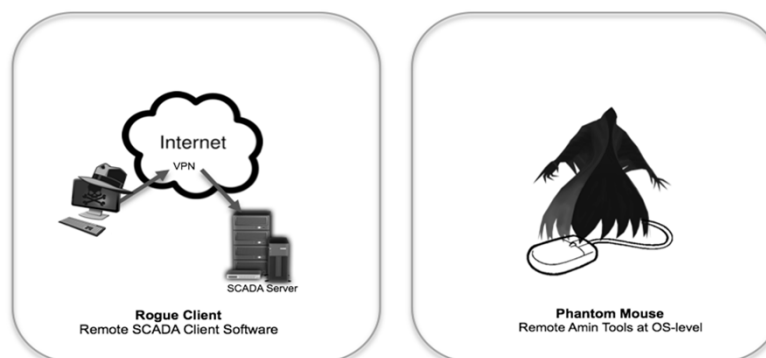 Internet
VPN
SCADA Server
Rogue Client
Remote SCADA Client Software
Phantom Mouse
Remote Amin Tools at OS-level